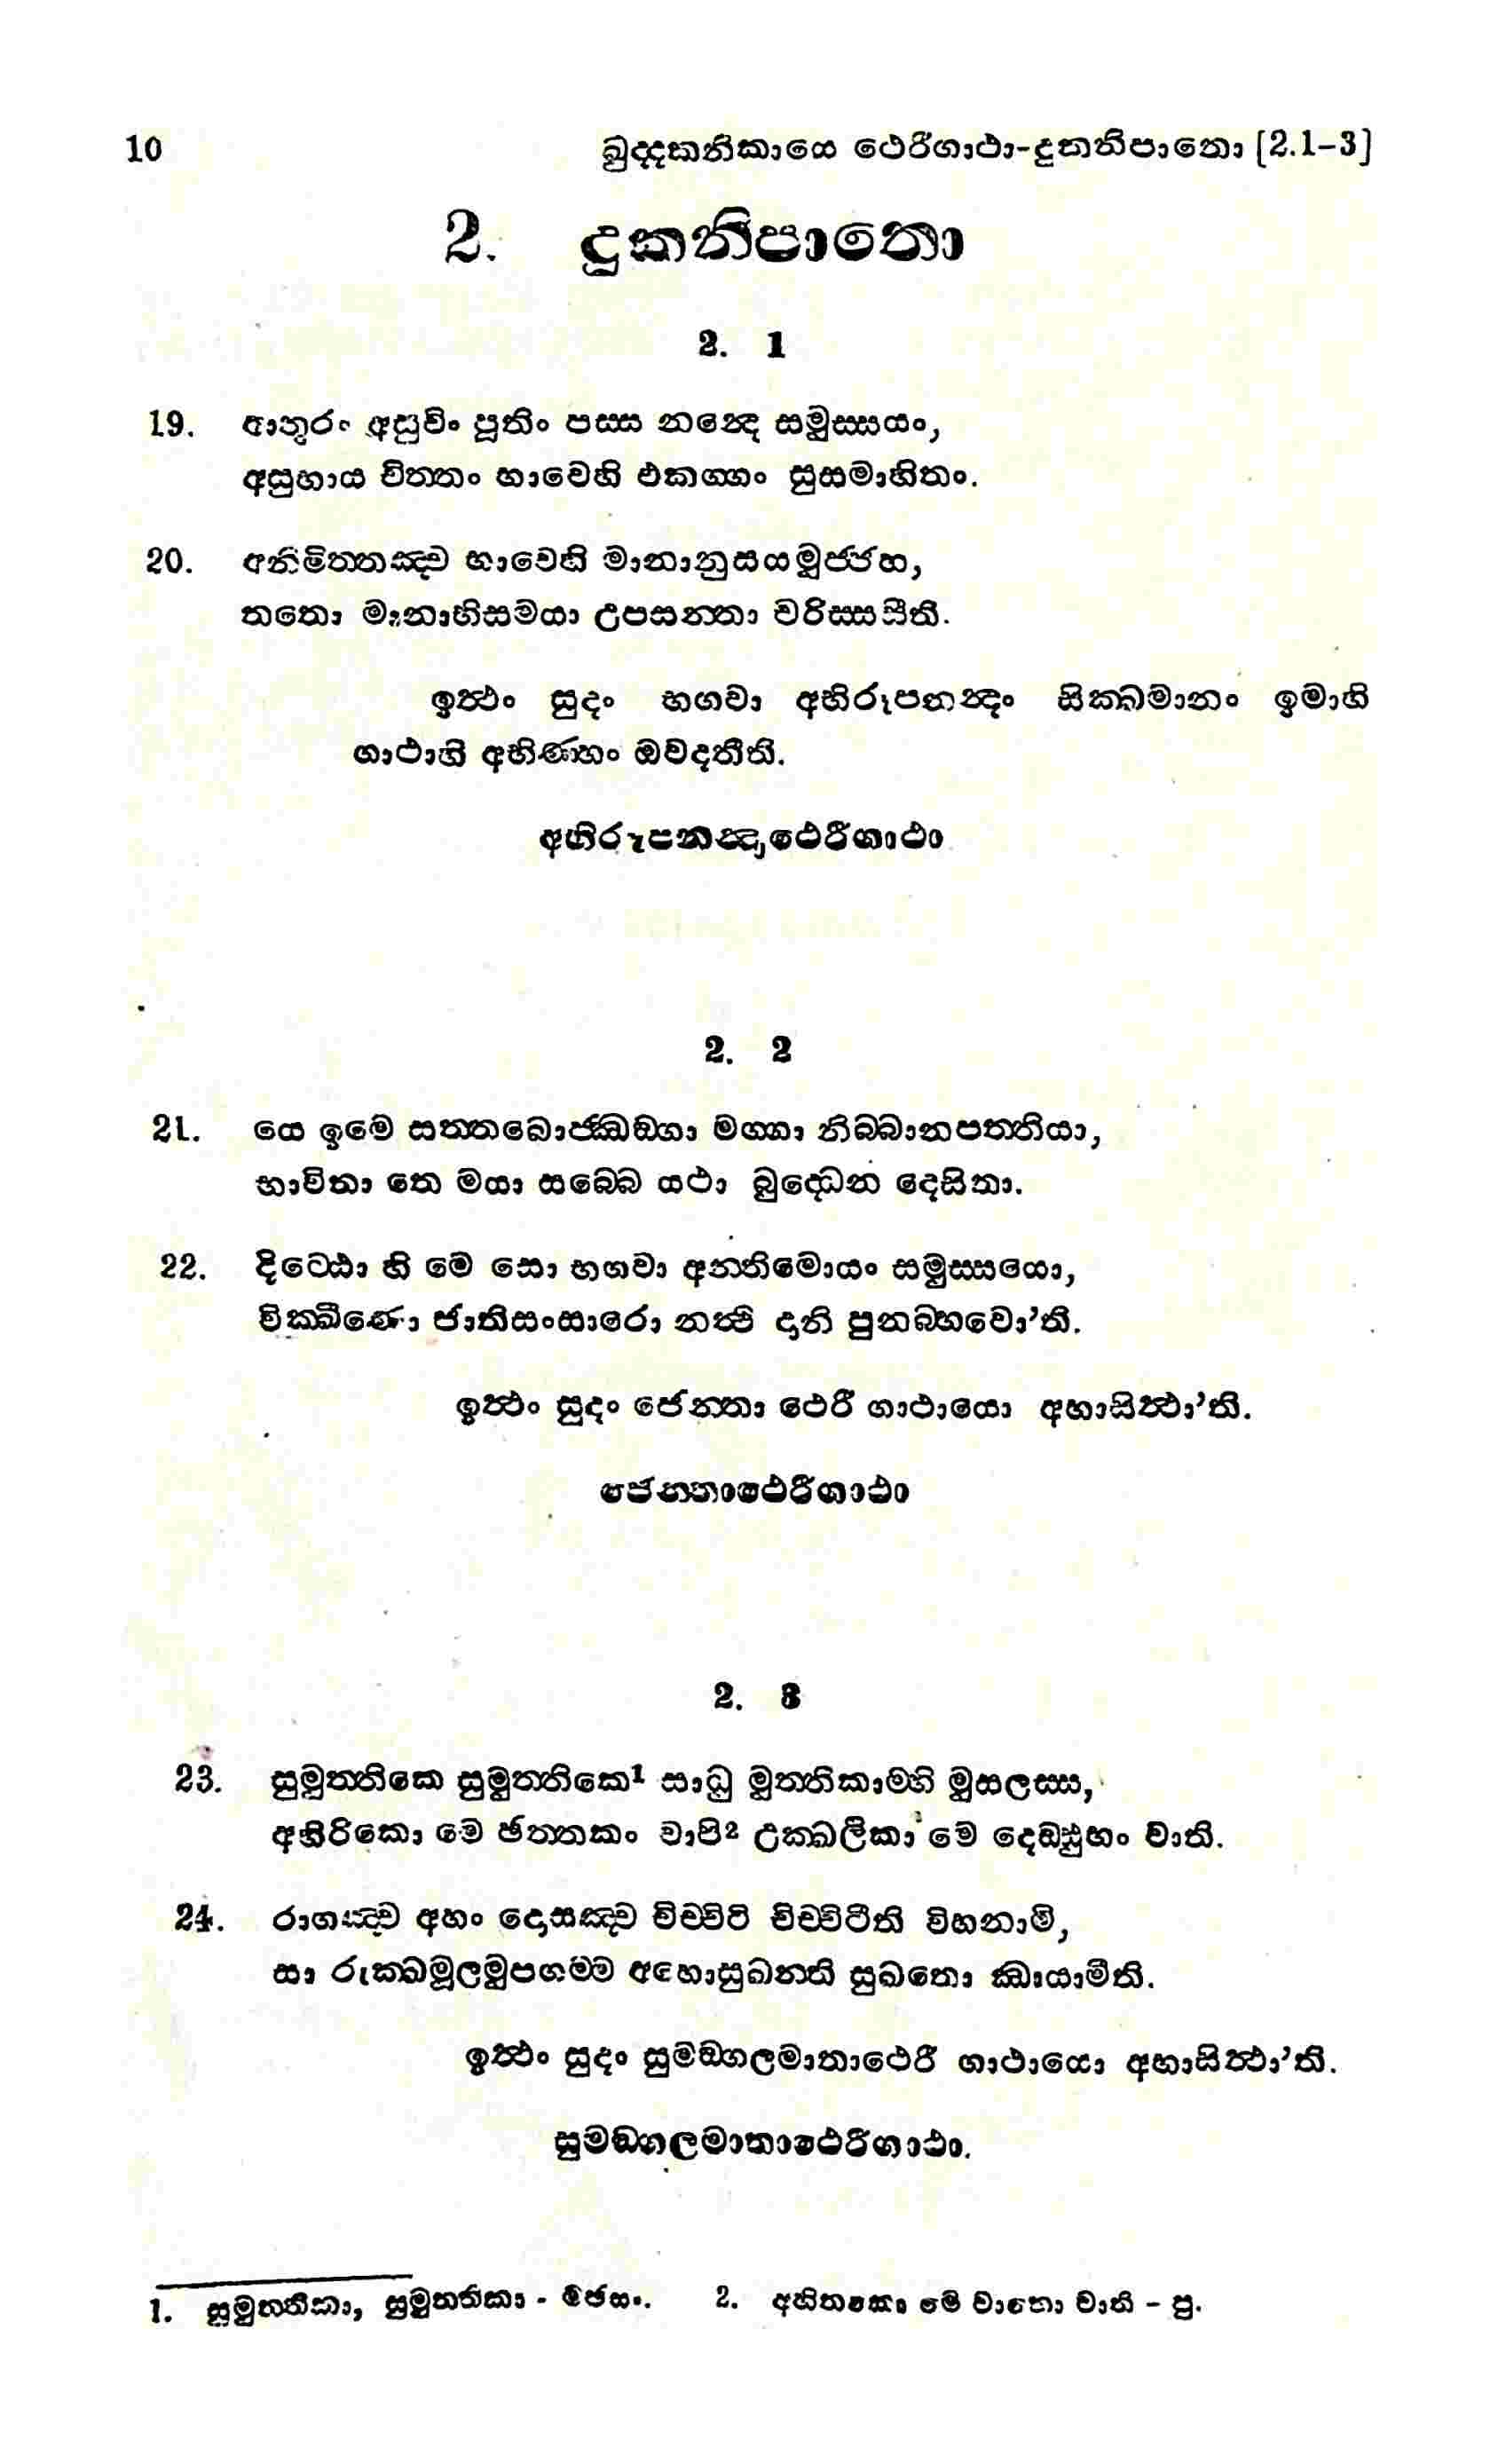 10 ඛුද්දකනිකායෙ ථෙරීගාථා-දුකනිපාතො [2.1-3]
2. දුකනිපාතො
2. 1
19. ආතුරං අසුචිං පූතිං පස්ස නන්දෙ සමුස්සයං,
අසුභාය චිත්තං භාවෙහි එකග්ගං සුසමාහිතං.
20. අනිමිත්තඤ්ච භාවෙහි මානානුසයමුජ්ජහ,
තතො මානාභිසමයා උපසන්තා චරිස්සසීති.
ඉත්ථං සුදං භගවා අභිරූපනන්දං සික්ඛමානං ඉමාහි
ගාථාහි අභිණ්හං ඔවදතීති.
අභිරූපනන්දාථෙරීගාථා
2. 2
21. යෙ ඉමෙ සත්තබොජ්ඣඞ්ගා මග්ගා නිබ්බානපත්තියා,
භාවිතා තෙ මයා සබ්බෙ යථා බුද්ධෙන දෙසිතා.
22. දිට්ඨො හි මෙ සො භගවා අන්තිමොයං සමුස්සයො,
වික්ඛීණො ජාතිසංසාරො නත්ථි දානි පුනබ්භවො'ති.
ඉත්ථං සුදං ජෙන්තා ථෙරී ගාථායො අභාසිත්ථා'ති.
ජෙන්තාථෙරීගාථා
2. 3
23. සුමුත්තිකෙ සුමුත්තිකෙ1 සාධු මුත්තිකාම්හි මුසලස්ස,
අහිරිකො මෙ ඡත්තකං වාපි2 උක්ඛලිකා මෙ දෙඞ්ඪුභං වාති.
24. රාගඤ්ච අහං දොසඤ්ච චිච්චිටි චිච්චිටීති විහනාමි,
සා රුක්ඛමූලමුපගම්ම අහොසුඛන්ති සුඛතො ඣායාමීති.
ඉත්ථං සුදං සුමඞ්ගලමාතාථෙරී ගාථායො අභාසිත්ථා'ති.
සුමඞ්ගලමාතාථෙරීගාථා.
1. සුමුත්තිකා, සුමුත්තිකා - මජසං. 2. අහිතකො මෙ වාතො වාති - පු.